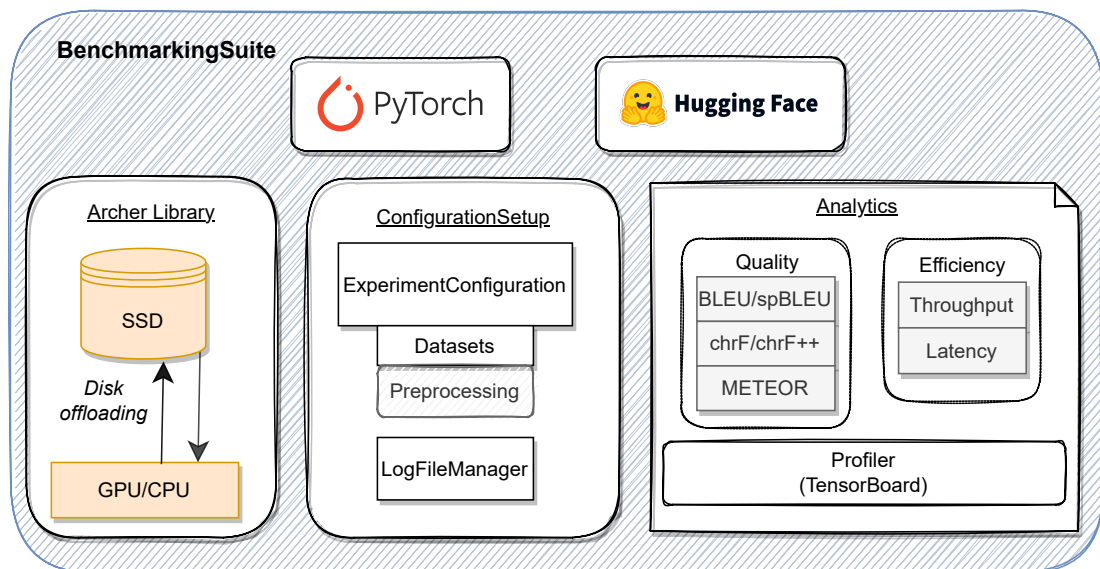 BenchmarkingSuite
PyTorch
Hugging Face
Archer Library
SSD
Disk
offloading
GPU/CPU
ConfigurationSetup
ExperimentConfiguration
Datasets
Preprocessing
LogFileManager
Analytics
Quality
BLEU/spBLEU
chrF/chrF++
METEOR
Efficiency
Throughput
Latency
Profiler
(TensorBoard)